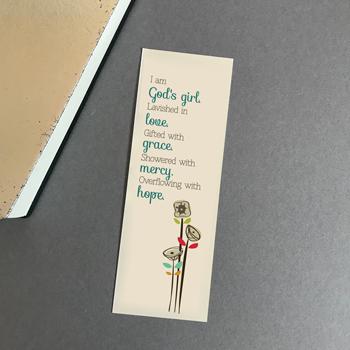 I am
God's girl.
Lavished in
love.
Gifted with
grace.
Showered with
mercy.
Overflowing with
hope.